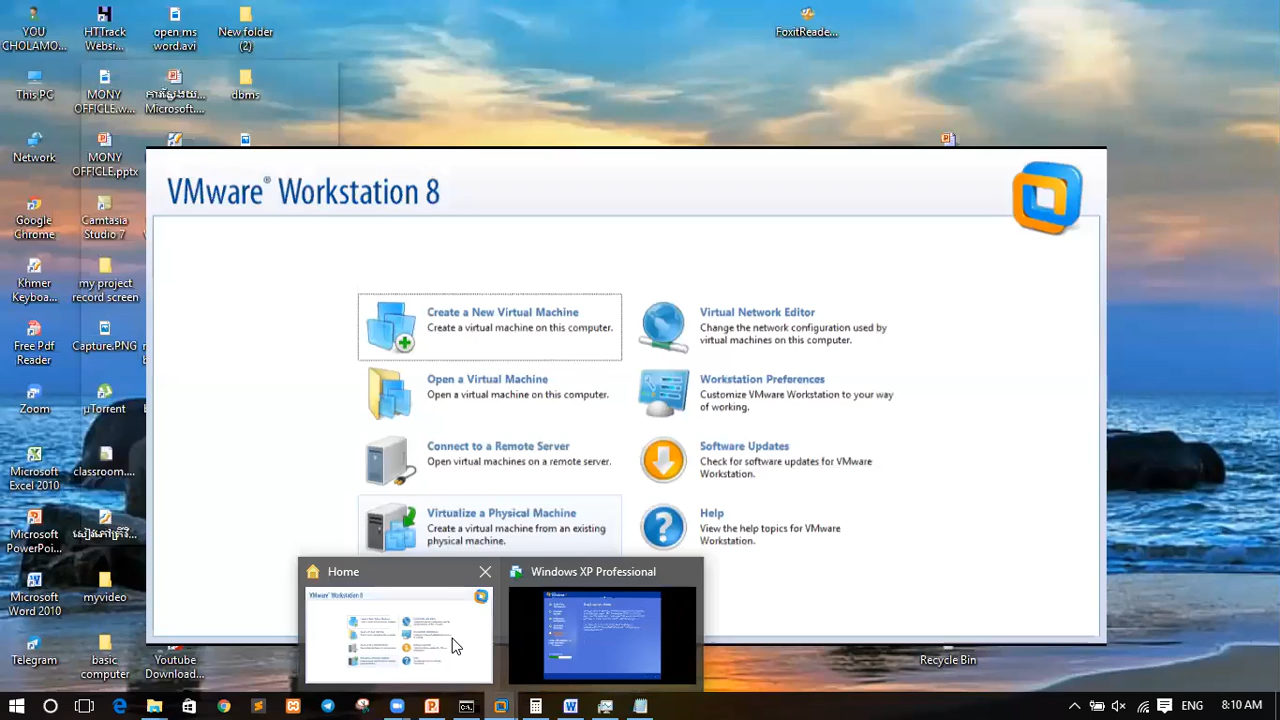 YOU
CHOLAMO...
HTTrack
Websi...
open ms
word.avi
New folder
(2)
FoxitReade...
This PC
MONY
OFFICLE.w...
Microsoft....
dbms
Network
MONY
OFFICLE.pptx
Google
Chrome
Camtasia
Studio 7
Khmer
Keyboa...
my project
record screen
Free Pdf
Reader
Capture.PNG
Zoom
µTorrent
Microsoft
Excel 2010
classroom....
Microsoft
PowerPoi...
Microsoft
Word 2010
myvideo
Telegram
computer
Youtube
Download...
Recycle Bin
VMware® Workstation 8
Create a New Virtual Machine
Create a virtual machine on this computer.
Open a Virtual Machine
Open a virtual machine on this computer.
Connect to a Remote Server
Open virtual machines on a remote server.
Virtualize a Physical Machine
Create a virtual machine from an existing
physical machine.
Virtual Network Editor
Change the network configuration used by
virtual machines on this computer.
Workstation Preferences
Customize VMware Workstation to your way
of working.
Software Updates
Check for software updates for VMware
Workstation.
Help
View the help topics for VMware
Workstation.
Home
Windows XP Professional
VMware Workstation 8
ENG
8:10 AM